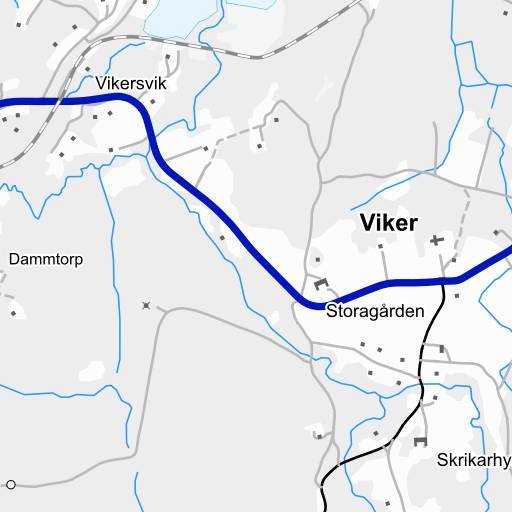 Vikersvik
Viker
Dammtorp
Storagården
Skrikarhy